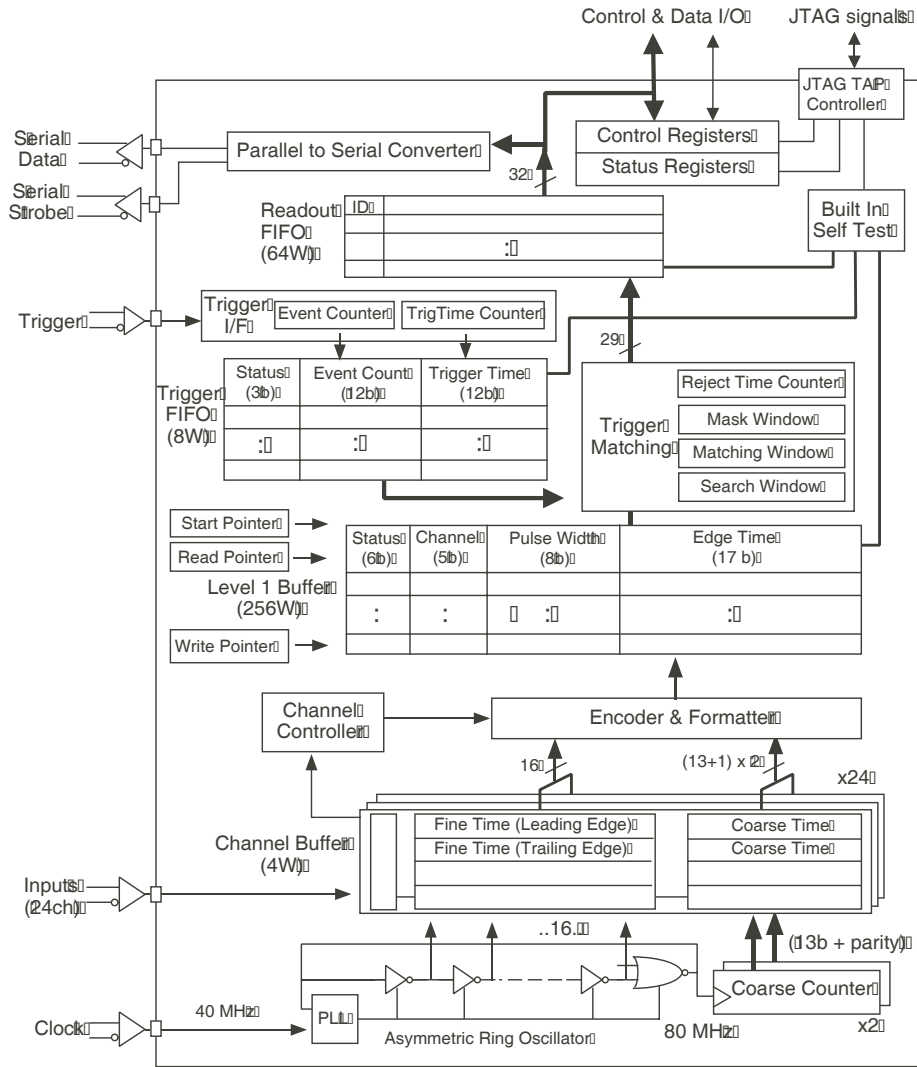 Control & Data I/O
JTAG signals
JTAG TAP
Controller
Serial
Data
Parallel to Serial Converter
Control Registers
Status Registers
Serial
Strobe
32
Readout
FIFO
(64W)
ID
:
Built In
Self Test
Trigger
Trigger
I/F
Event Counter
TrigTime Counter
29
Trigger
FIFO
(8W)
Status
(3b)
Event Count
(12b)
Trigger Time
(12b)
: : :
Trigger
Matching
Reject Time Counter
Mask Window
Matching Window
Search Window
Start Pointer
Read Pointer
Level 1 Buffer
(256W)
Write Pointer
Status
(6b)
Channel
(5b)
Pulse Width
(8b)
Edge Time
(17 b)
: : : :
Channel
Controller
Encoder & Formatter
16
(13+1) x 2
x24
Channel Buffer
(4W)
Fine Time (Leading Edge)
Coarse Time
Fine Time (Trailing Edge)
Coarse Time
Inputs
(24ch)
..16..
(13b + parity)
Coarse Counter
x2
Clock
40 MHz
PLL
Asymmetric Ring Oscillator
80 MHz